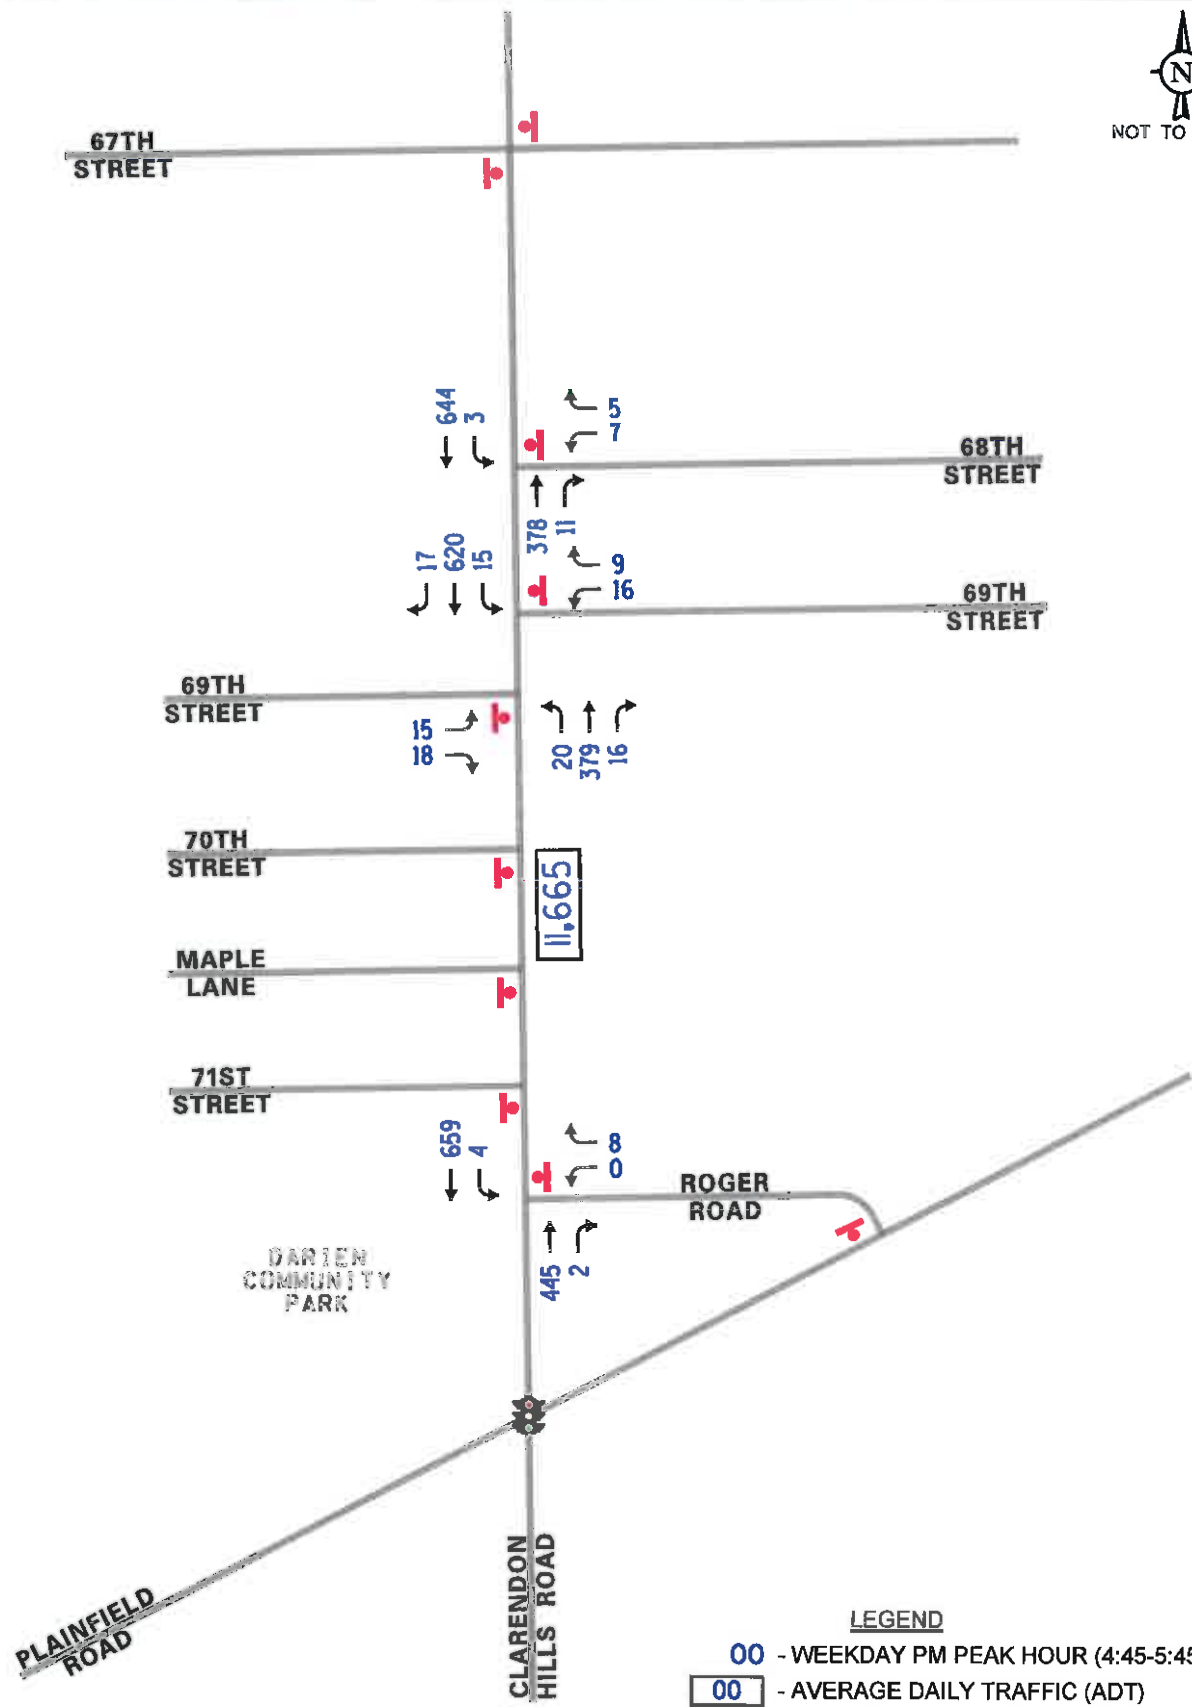 N
NOT TO
67TH
STREET
644
3
5
7
68TH
STREET
378
11
17
620
15
9
16
69TH
STREET
69TH
STREET
15
18
20
379
16
70TH
STREET
11,665
MAPLE
LANE
71ST
STREET
659
4
8
0
ROGER
ROAD
445
2
DARIEN
COMMUNITY
PARK
PLAINFIELD
ROAD
CLARENDON
HILLS ROAD
LEGEND
00 - WEEKDAY PM PEAK HOUR (4:45-5:45
00 - AVERAGE DAILY TRAFFIC (ADT)